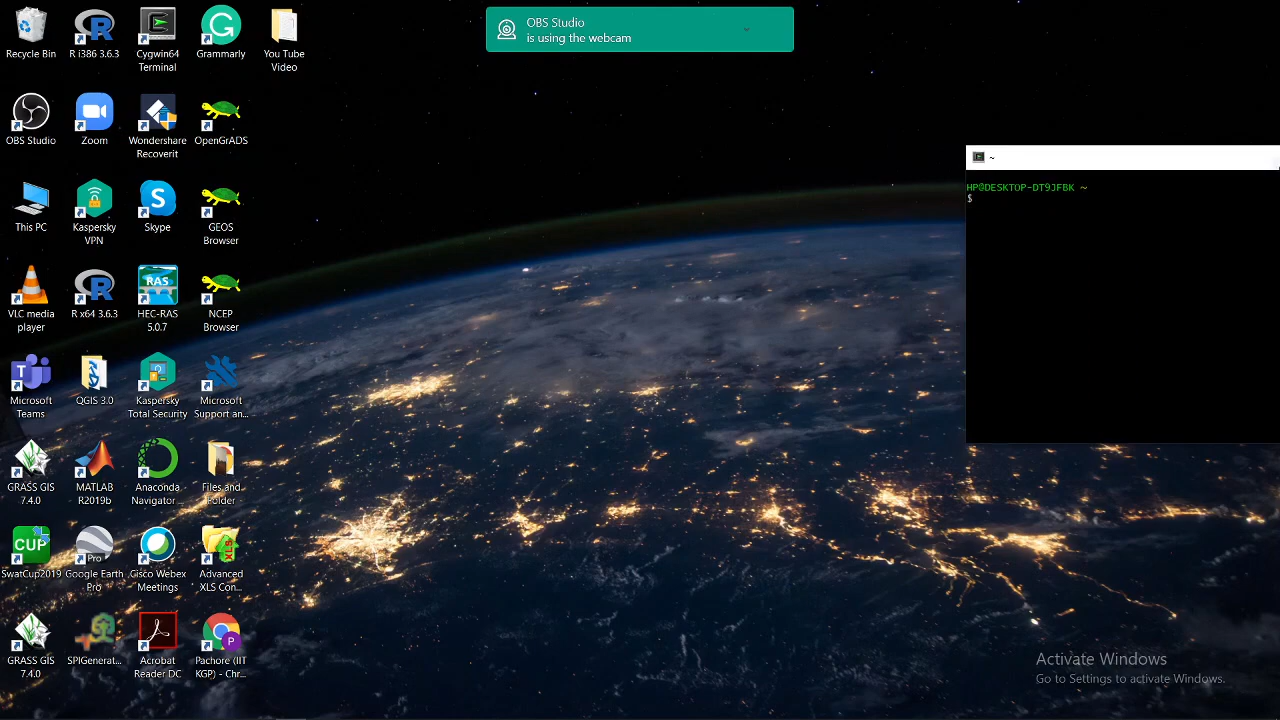 Recycle Bin
R i386 3.6.3
Cygwin64
Terminal
Grammarly
You Tube
Video
OBS Studio
is using the webcam
OBS Studio
Zoom
Wondershare
Recoverit
OpenGrADS
~
HP@DESKTOP-DT9JFBK ~
$
This PC
Kaspersky
VPN
Skype
GEOS
Browser
VLC media
player
R x64 3.6.3
RAS
HEC-RAS
5.0.7
NCEP
Browser
Microsoft
Teams
QGIS 3.0
Kaspersky
Total Security
Microsoft
Support an...
GRASS GIS
7.4.0
MATLAB
R2019b
Anaconda
Navigator
Files and
Folder
CUP
SwatCup2019
Pro
Google Earth
Pro
Cisco Webex
Meetings
XLS
Advanced
XLS Con...
GRASS GIS
7.4.0
SPIGenerat...
Acrobat
Reader DC
P
Pachore (IIT
KGP) - Chr...
Activate Windows
Go to Settings to activate Windows.